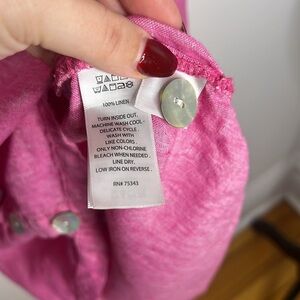 100% LINEN
TURN INSIDE OUT.
MACHINE WASH COOL -
DELICATE CYCLE .
WASH WITH
LIKE COLORS .
ONLY NON-CHLORINE
BLEACH WHEN NEEDED .
LINE DRY.
LOW IRON ON REVERSE .
RN# 75343